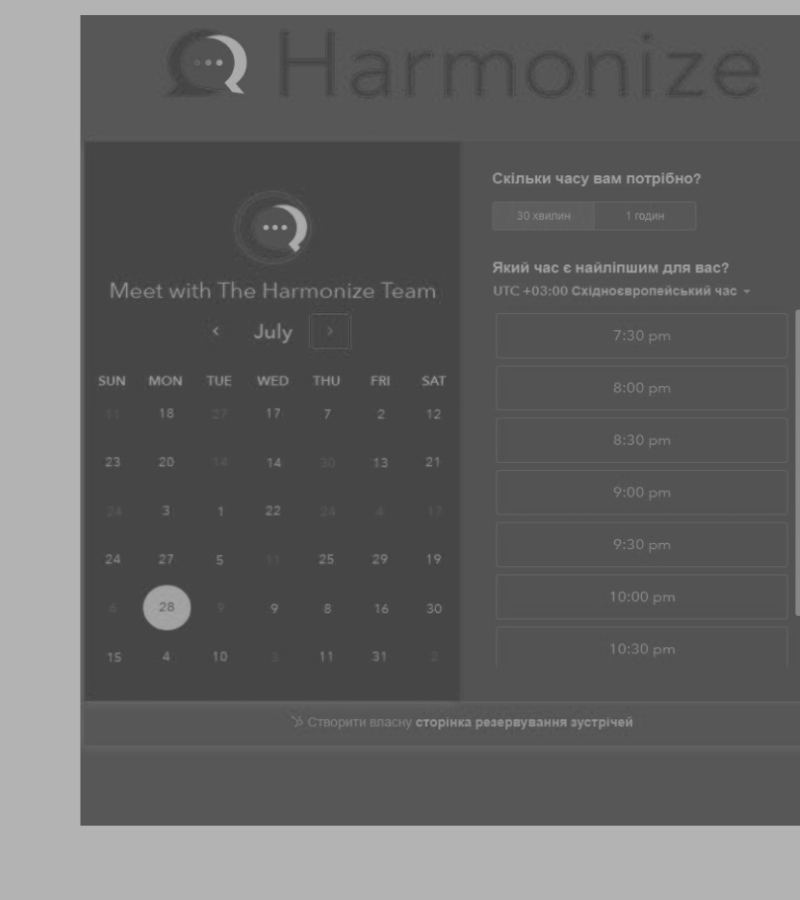 Harmonize
Meet with The Harmonize Team
July
SUN MON TUE WED THU FRI SAT
11 18 27 17 7 2 12
23 20 14 14 30 13 21
24 3 1 22 24 4 17
24 27 5 11 25 29 19
6 28 9 9 8 16 30
15 4 10 3 11 31 2
Скільки часу вам потрібно?
30 хвилин 1 годин
Який час є найліпшим для вас?
UTC +03:00 Східноєвропейський час
7:30 pm
8:00 pm
8:30 pm
9:00 pm
9:30 pm
10:00 pm
10:30 pm
Створити власну сторінка резервування зустрічей